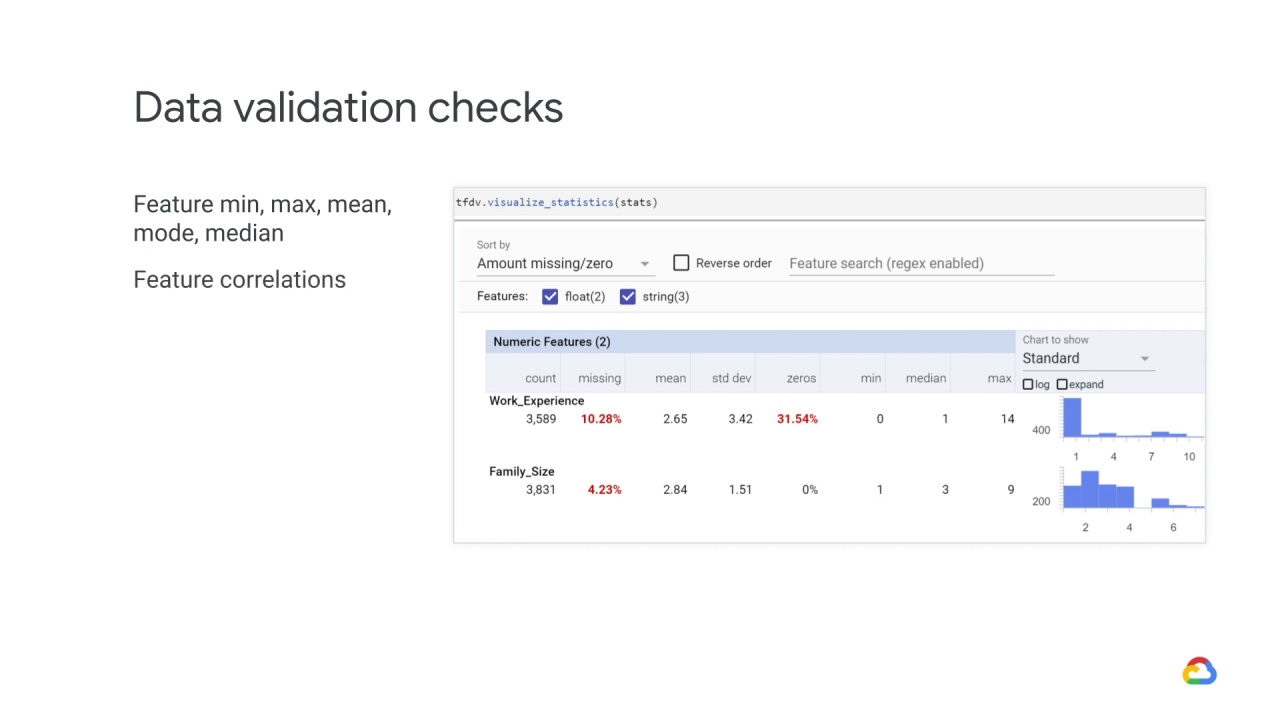 Data validation checks
Feature min, max, mean,
mode, median
Feature correlations
tfdv.visualize_statistics(stats)
Sort by
Amount missing/zero
Reverse order
Feature search (regex enabled)
Features:
float(2)
string(3)
Numeric Features (2)
count missing mean std dev zeros min median max
Chart to show
Standard
log expand
Work_Experience
3,589 10.28% 2.65 3.42 31.54% 0 1 14
400
1 4 7 10
Family_Size
3,831 4.23% 2.84 1.51 0% 1 3 9
200
2 4 6